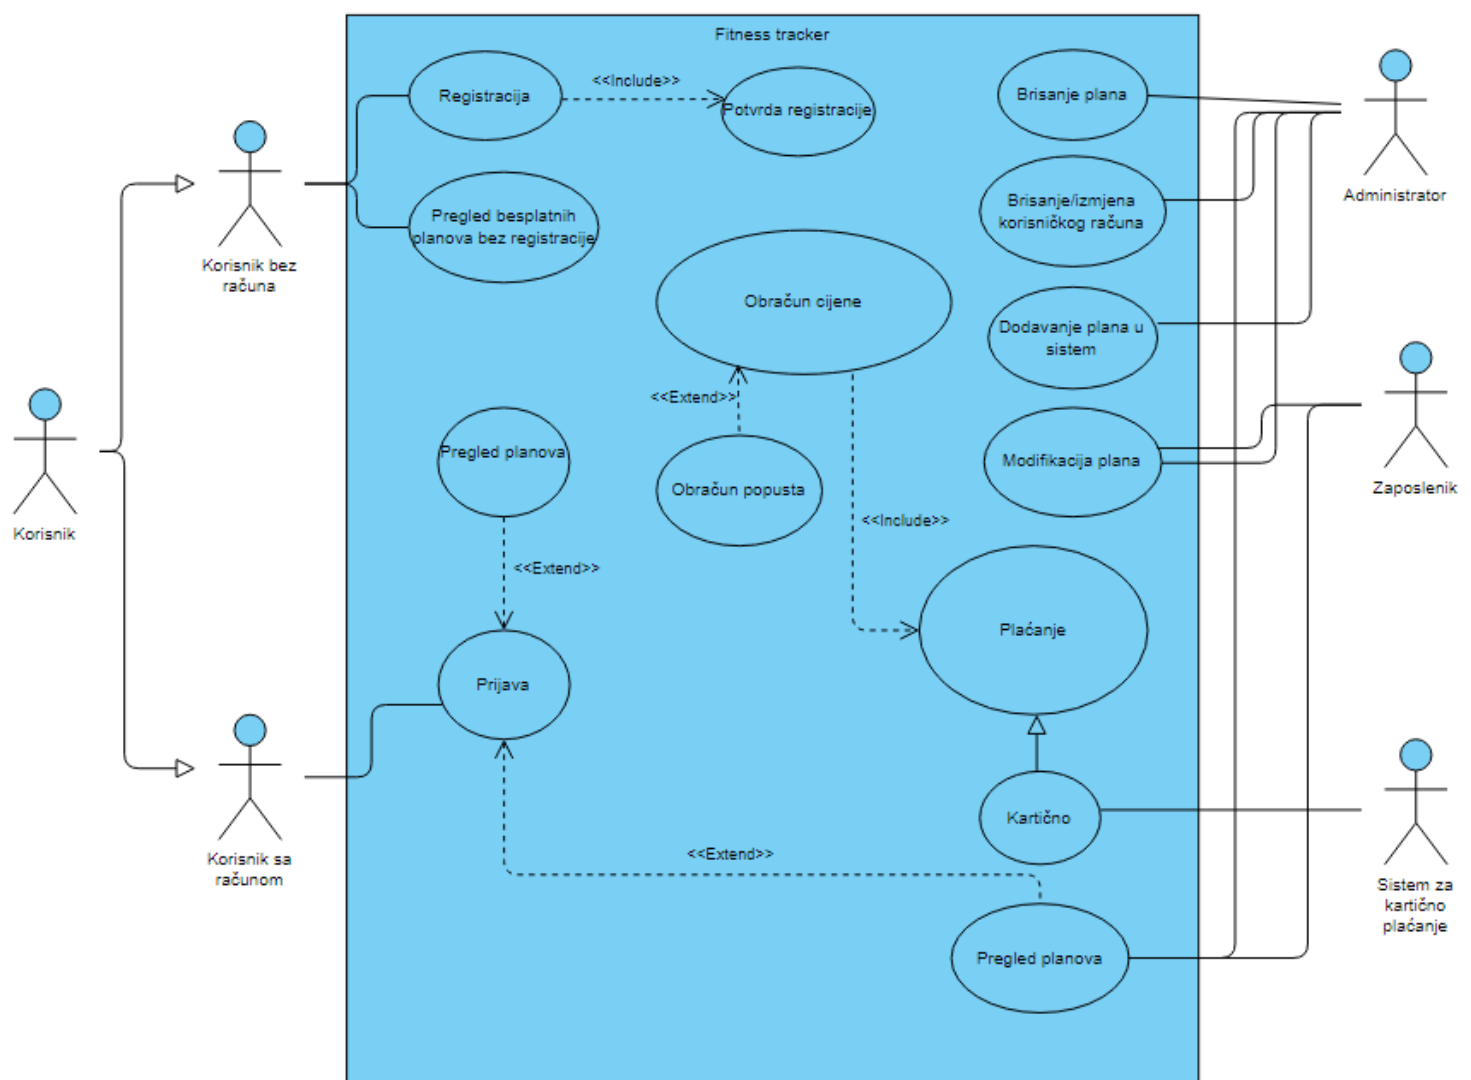 Fitness tracker
Registracija
<<Include>>
Potvrda registracije
Brisanje plana
Administrator
Pregled besplatnih
planova bez registracije
Brisanje/izmjena
korisničkog računa
Korisnik bez
računa
Obračun cijene
Dodavanje plana u
sistem
<<Extend>>
Pregled planova
Obračun popusta
Modifikacija plana
Zaposlenik
Korisnik
<<Include>>
<<Extend>>
Plaćanje
Prijava
Kartično
<<Extend>>
Korisnik sa
računom
Sistem za
kartično
plaćanje
Pregled planova